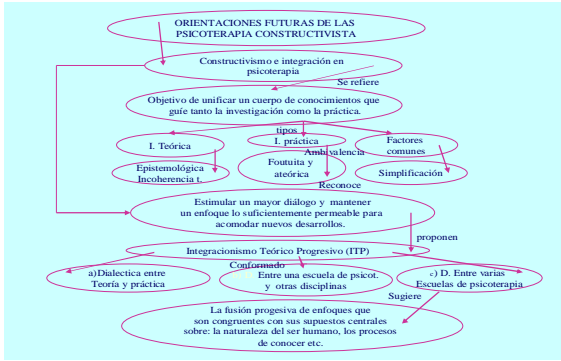 ORIENTACIONES FUTURAS DE LAS
PSICOTERAPIA CONSTRUCTIVISTA
Constructivismo e integración en
psicoterapia
Se refiere
Objetivo de unificar un cuerpo de conocimientos que
guíe tanto la investigación como la práctica.
tipos
I. Teórica
I. práctica
Factores
comunes
Ambivalencia
Epistemológica
Incoherencia t.
Foutuita y
ateórica
Simplificación
Reconoce
Estimular un mayor diálogo y mantener
un enfoque lo suficientemente permeable para
acomodar nuevos desarrollos.
proponen
Integracionismo Teórico Progresivo (ITP)
Conformado
a)Dialectica entre
Teoría y práctica
Entre una escuela de psicot.
y otras disciplinas
c) D. Entre varias
Escuelas de psicoterapia
Sugiere
La fusión progesiva de enfoques que
son congruentes con sus supuestos centrales
sobre: la naturaleza del ser humano, los procesos
de conocer etc.